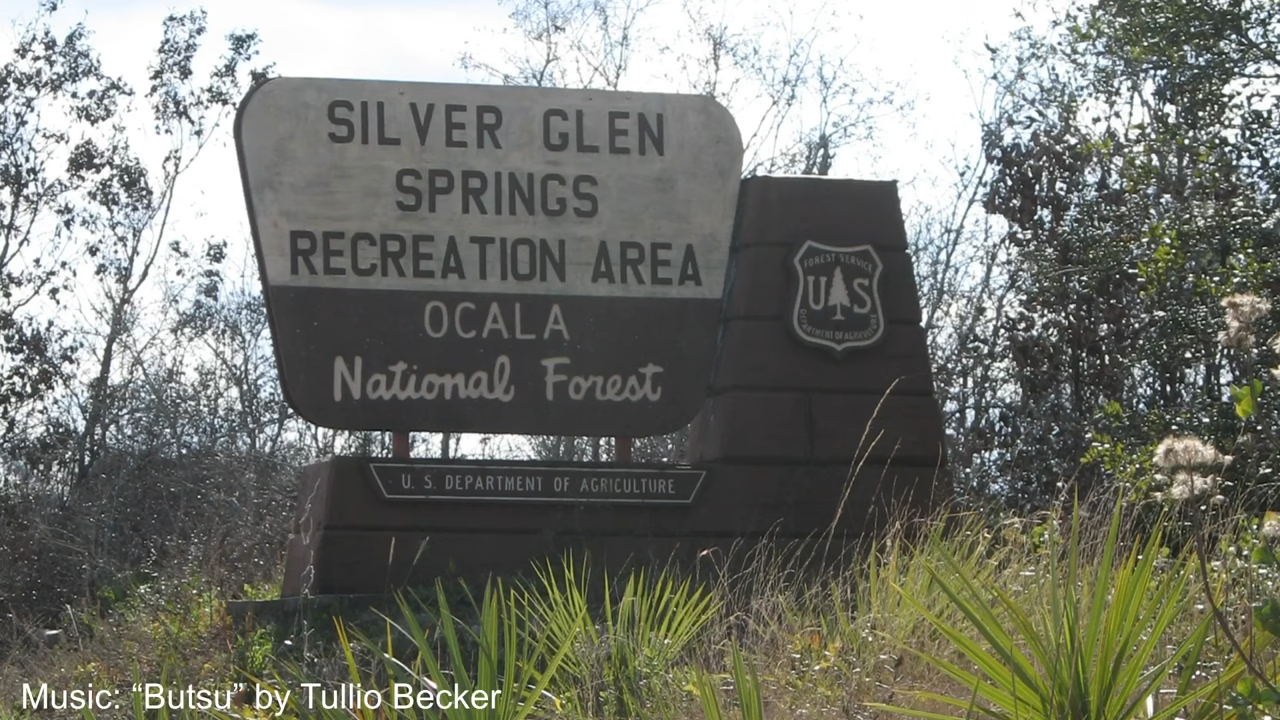 SILVER GLEN
SPRINGS
RECREATION AREA
OCALA
National Forest
FOREST SERVICE
US
DEPARTMENT OF AGRICULTURE
U. S. DEPARTMENT OF AGRICULTURE
Music: “Butsu” by Tullio Becker